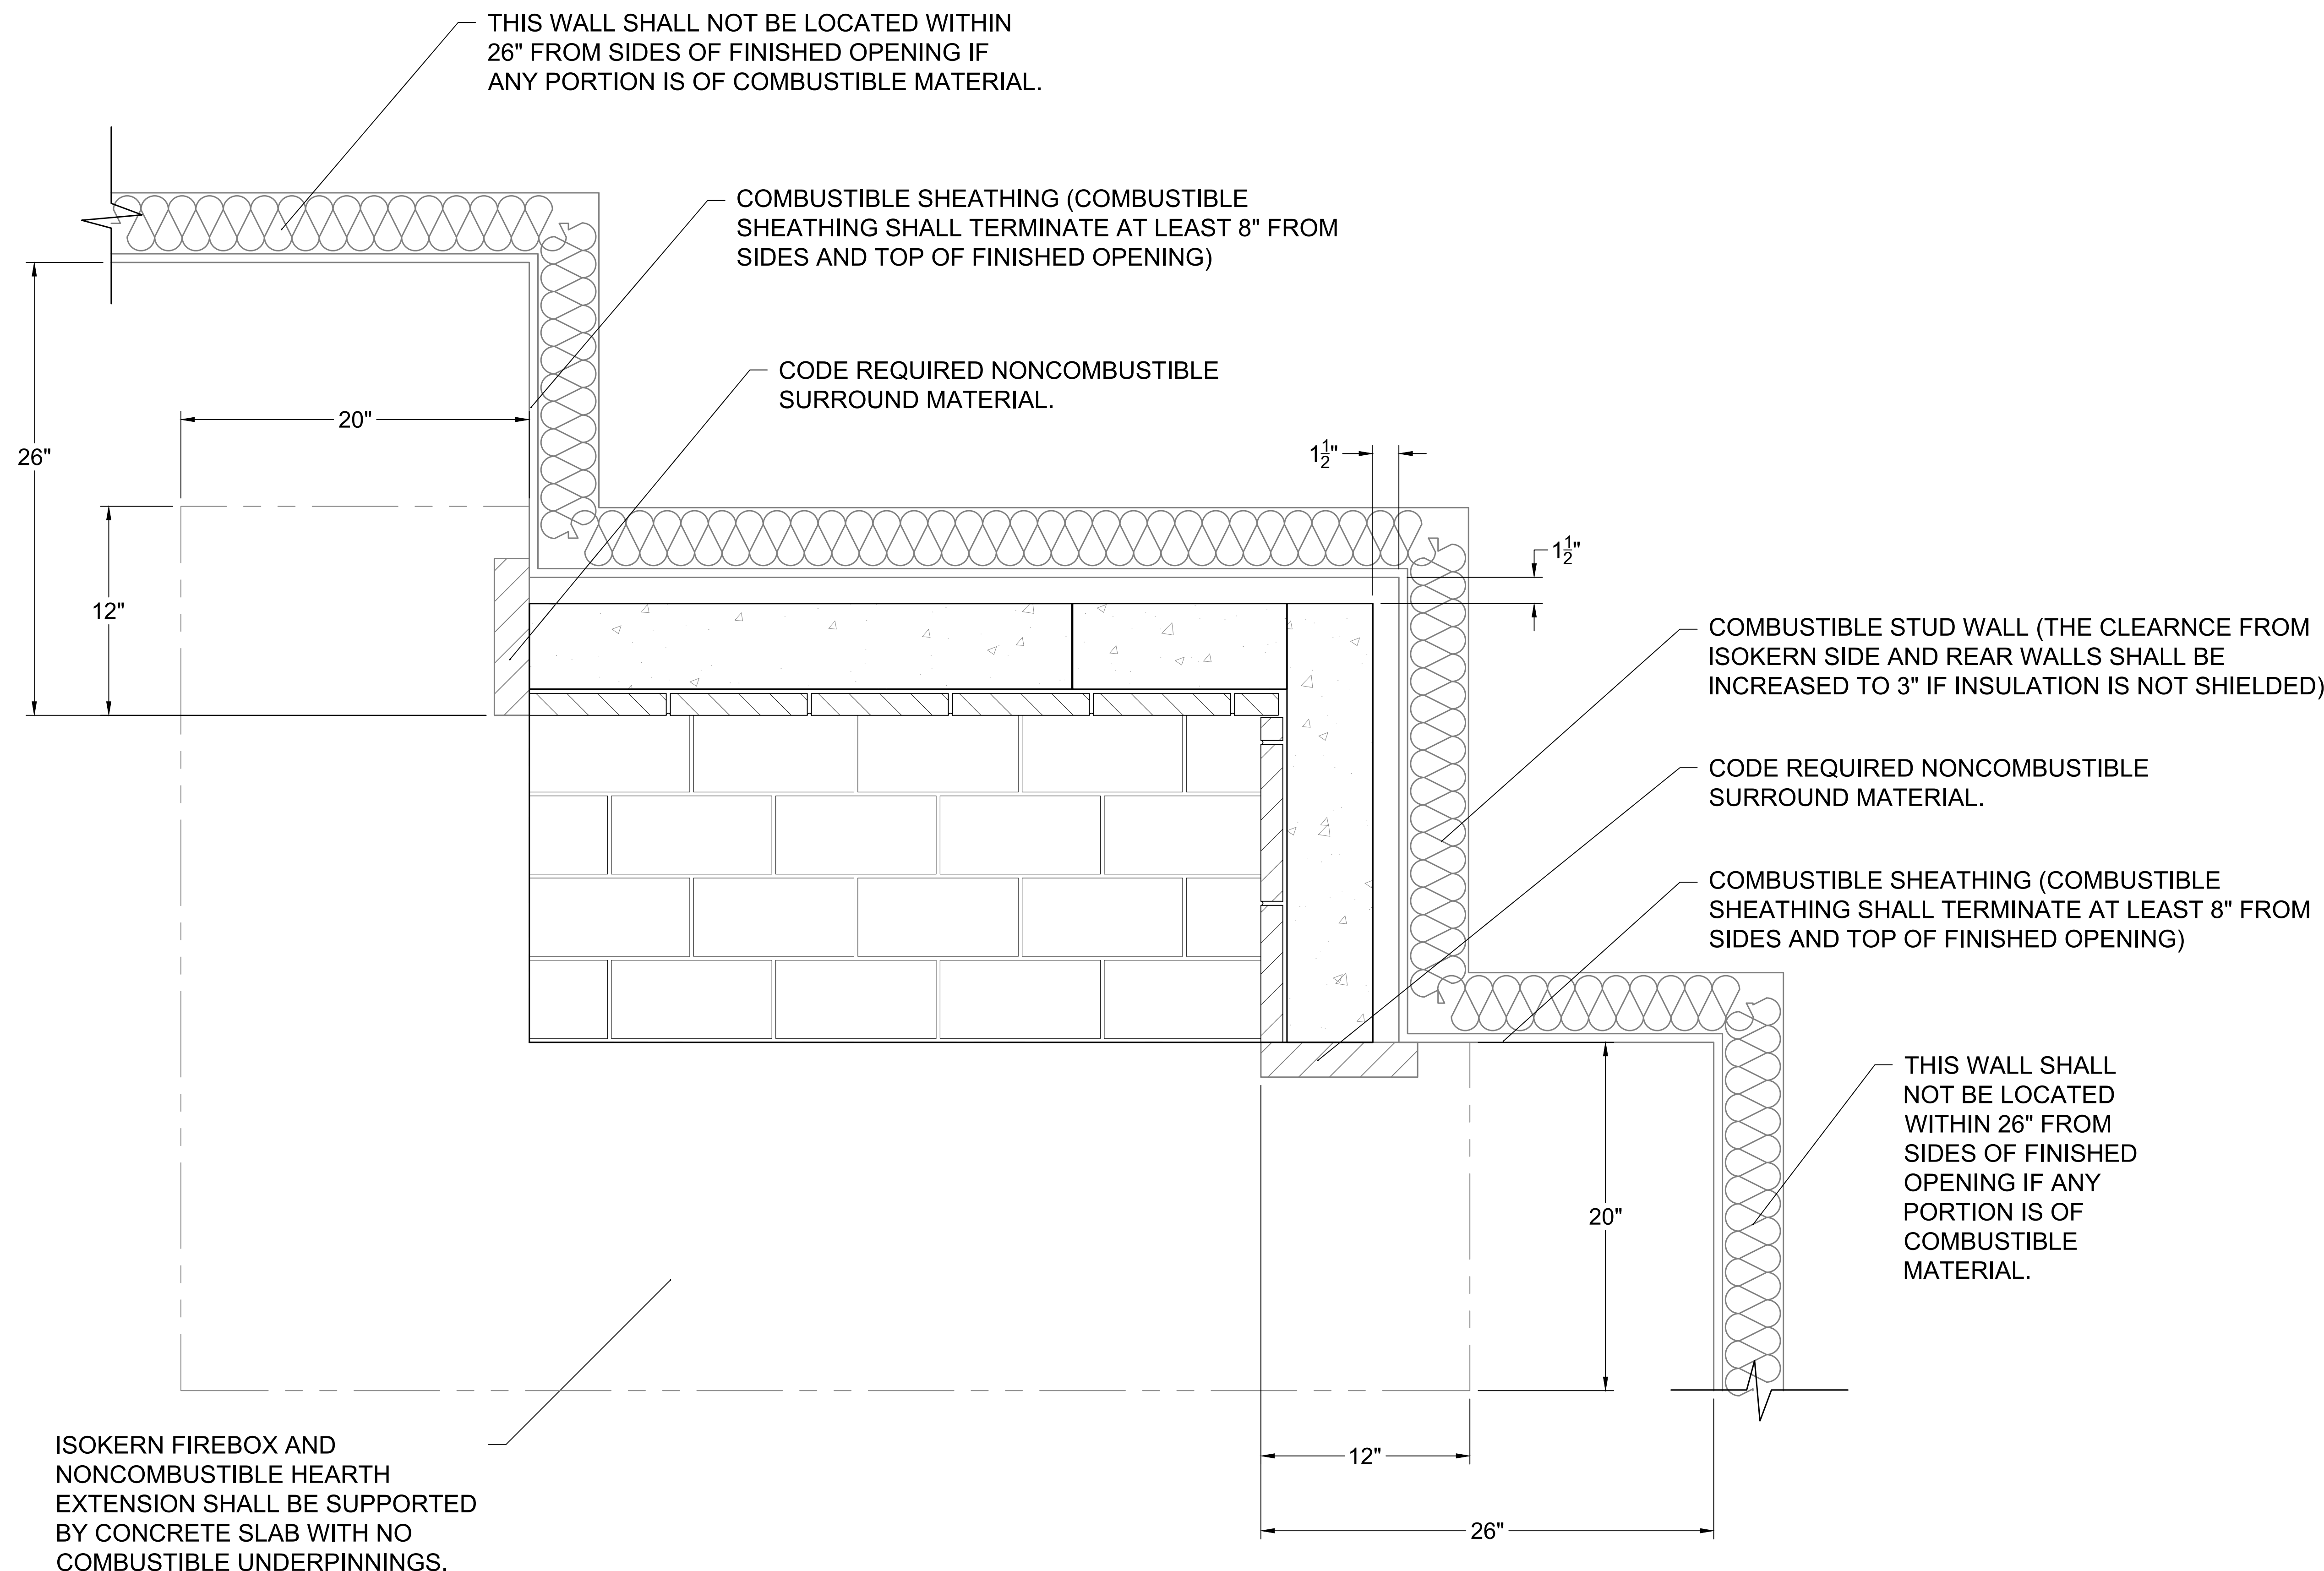 THIS WALL SHALL NOT BE LOCATED WITHIN
26" FROM SIDES OF FINISHED OPENING IF
ANY PORTION IS OF COMBUSTIBLE MATERIAL.
COMBUSTIBLE SHEATHING (COMBUSTIBLE
SHEATHING SHALL TERMINATE AT LEAST 8" FROM
SIDES AND TOP OF FINISHED OPENING)
CODE REQUIRED NONCOMBUSTIBLE
SURROUND MATERIAL.
20"
26"
12"
1 1/2"
1 1/2"
COMBUSTIBLE STUD WALL (THE CLEARNCE FROM
ISOKERN SIDE AND REAR WALLS SHALL BE
INCREASED TO 3" IF INSULATION IS NOT SHIELDED)
CODE REQUIRED NONCOMBUSTIBLE
SURROUND MATERIAL.
COMBUSTIBLE SHEATHING (COMBUSTIBLE
SHEATHING SHALL TERMINATE AT LEAST 8" FROM
SIDES AND TOP OF FINISHED OPENING)
THIS WALL SHALL
NOT BE LOCATED
WITHIN 26" FROM
SIDES OF FINISHED
OPENING IF ANY
PORTION IS OF
COMBUSTIBLE
MATERIAL.
20"
12"
26"
ISOKERN FIREBOX AND
NONCOMBUSTIBLE HEARTH
EXTENSION SHALL BE SUPPORTED
BY CONCRETE SLAB WITH NO
COMBUSTIBLE UNDERPINNINGS.